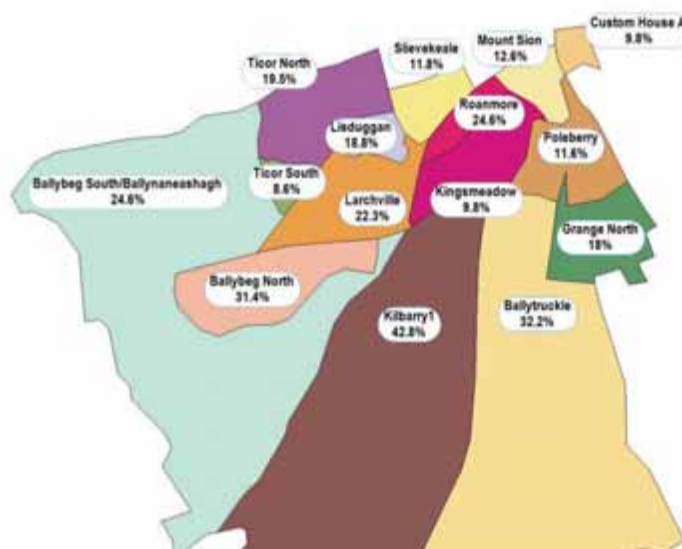 Custom House A
9.8%
Mount Sion
12.6%
Slievekeale
11.8%
Ticor North
19.5%
Roanmore
24.6%
Lisduggan
18.8%
Poleberry
11.6%
Ticor South
8.6%
Ballybeg South/Ballynaneashagh
24.6%
Larchville
22.3%
Kingsmeadow
9.8%
Grange North
18%
Ballybeg North
31.4%
Kilbarry1
42.8%
Ballytruckle
32.2%